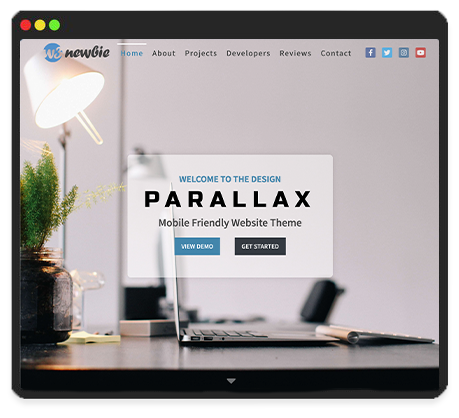 ws newbie Home About Projects Developers Reviews Contact
WELCOME TO THE DESIGN
PARALLAX
Mobile Friendly Website Theme
VIEW DEMO GET STARTED